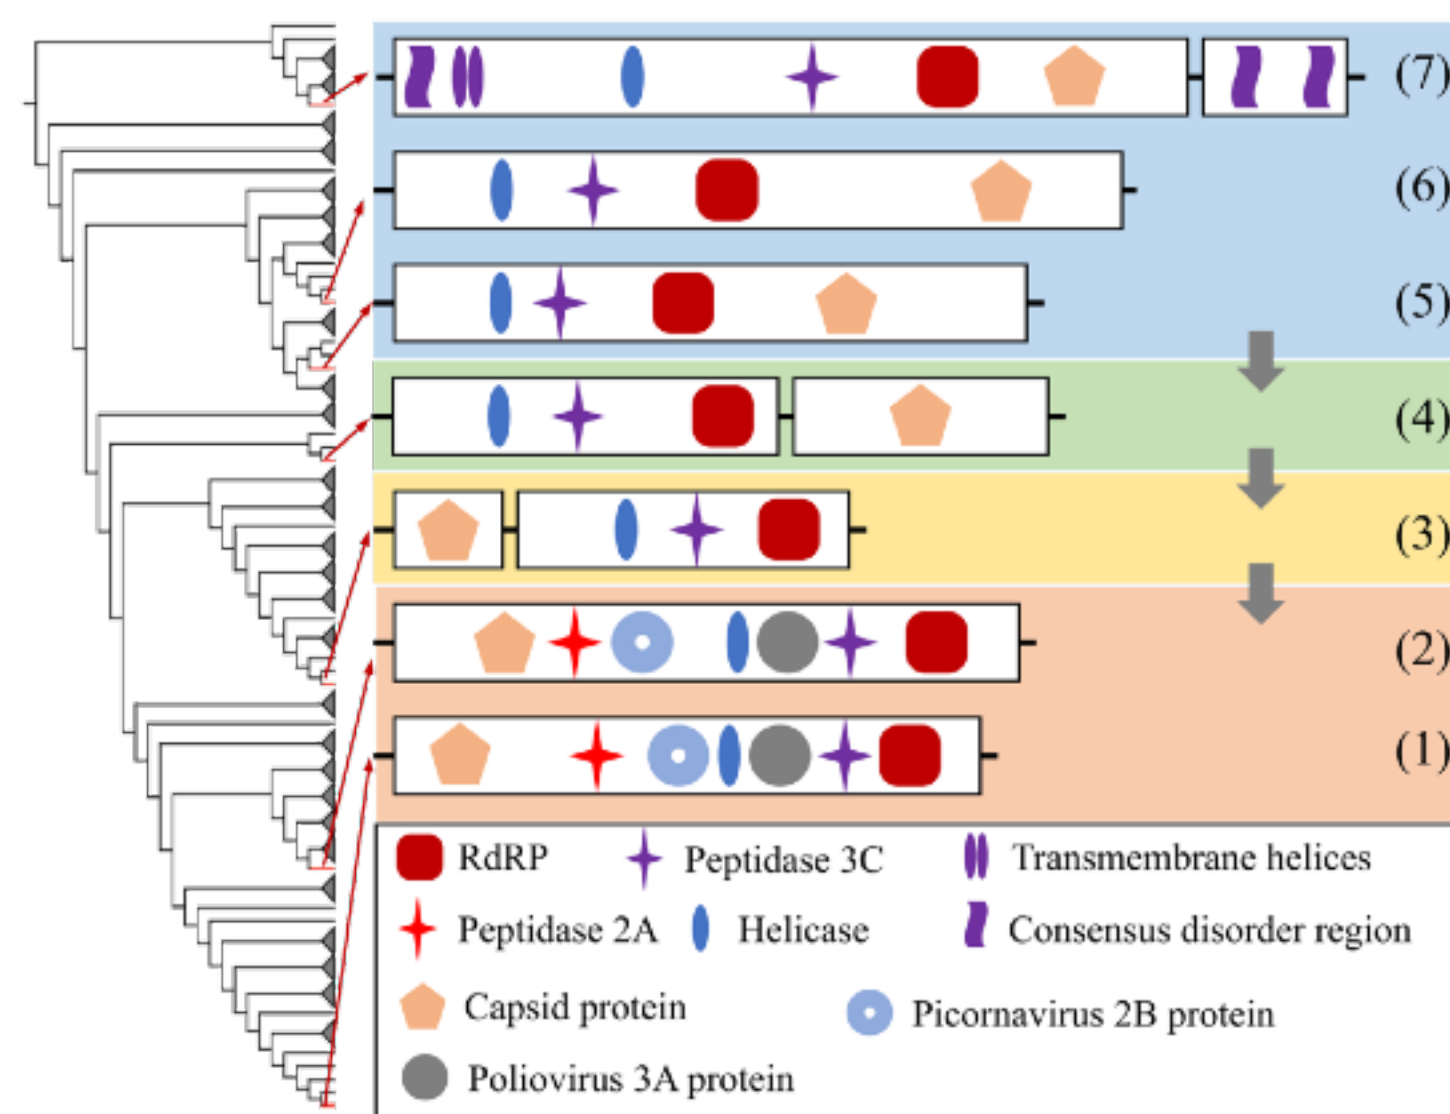 (7)
(6)
(5)
(4)
(3)
(2)
(1)
RdRP Peptidase 3C Transmembrane helices
Peptidase 2A Helicase Consensus disorder region
Capsid protein Picornavirus 2B protein
Poliovirus 3A protein